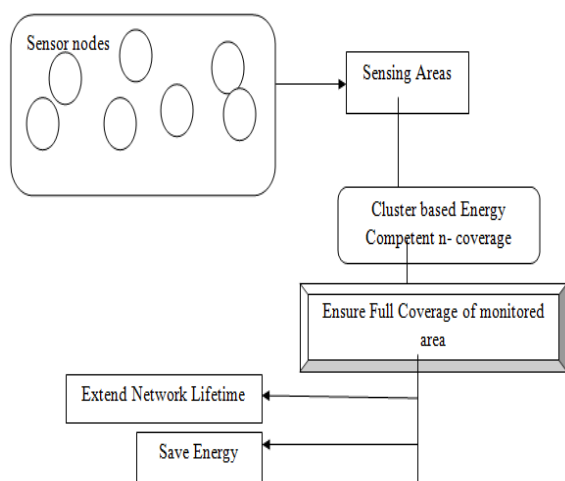 Sensor nodes
Sensing Areas
Cluster based Energy
Competent n- coverage
Ensure Full Coverage of monitored
area
Extend Network Lifetime
Save Energy